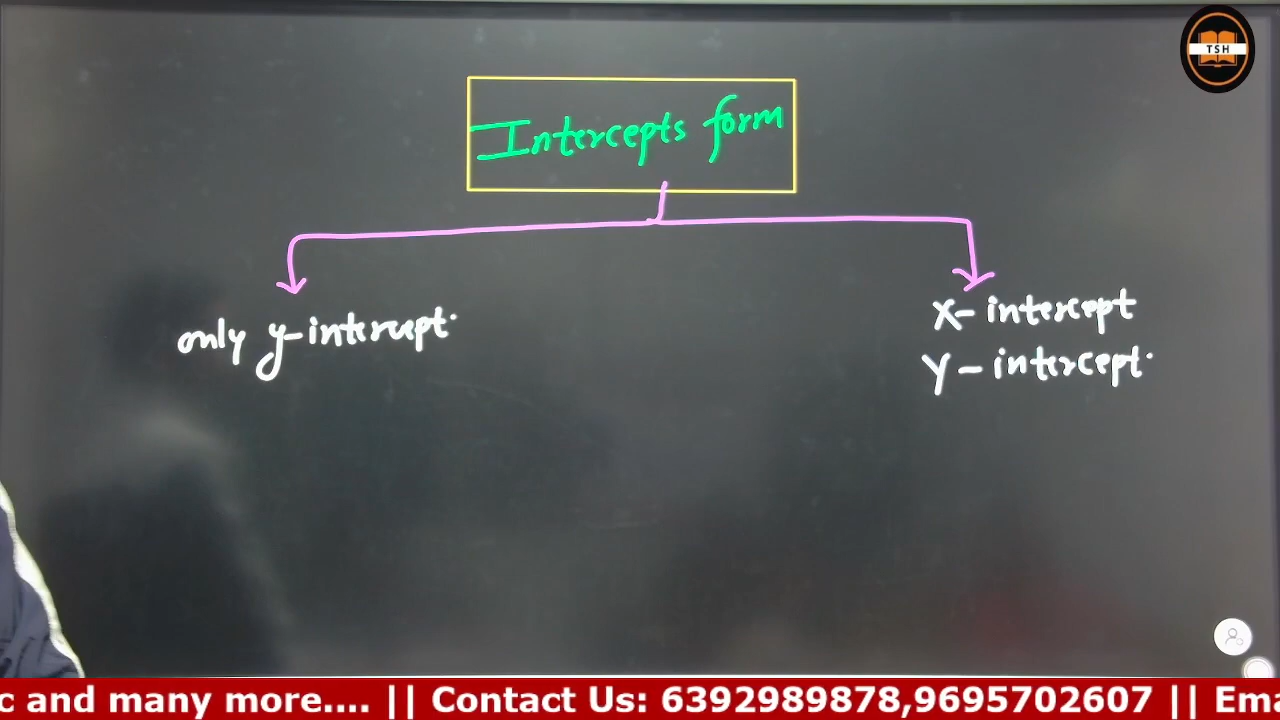 TSH
Intercepts form
only y-intercept.
X- intercept
Y - intercept.
c and many more.... || Contact Us: 6392989878,9695702607 || Ema